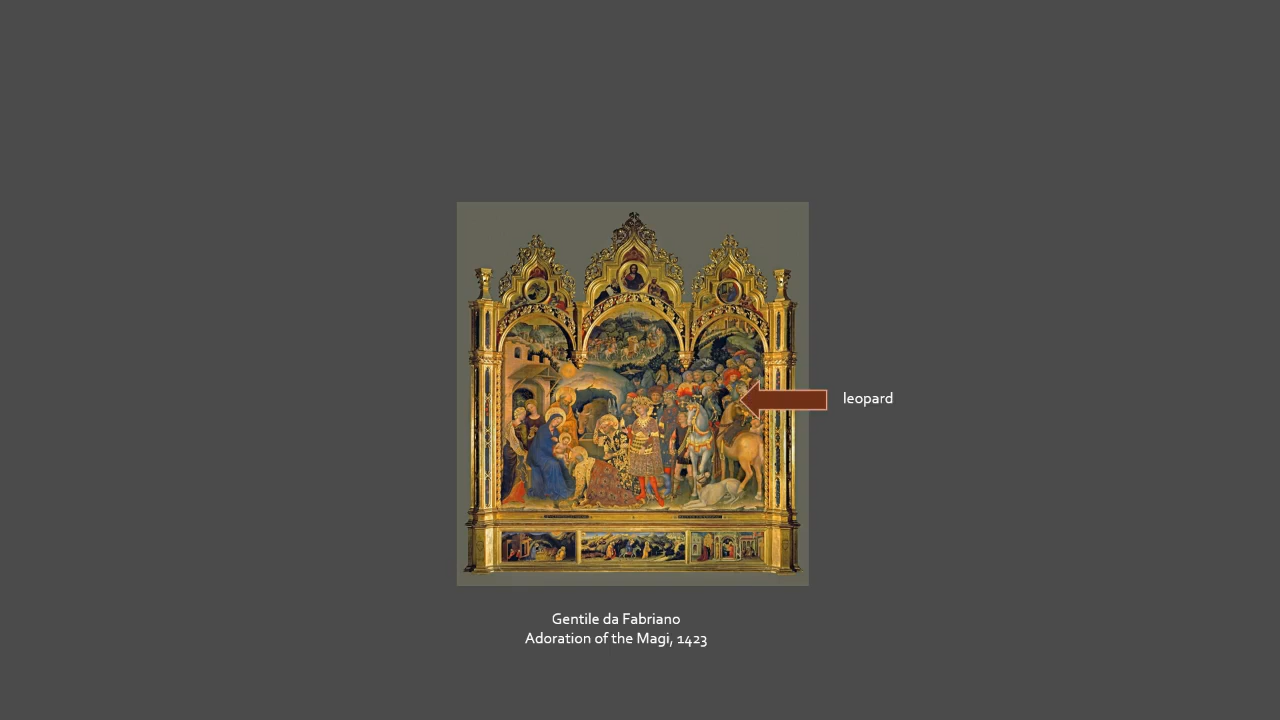 leopard
Gentile da Fabriano
Adoration of the Magi, 1423